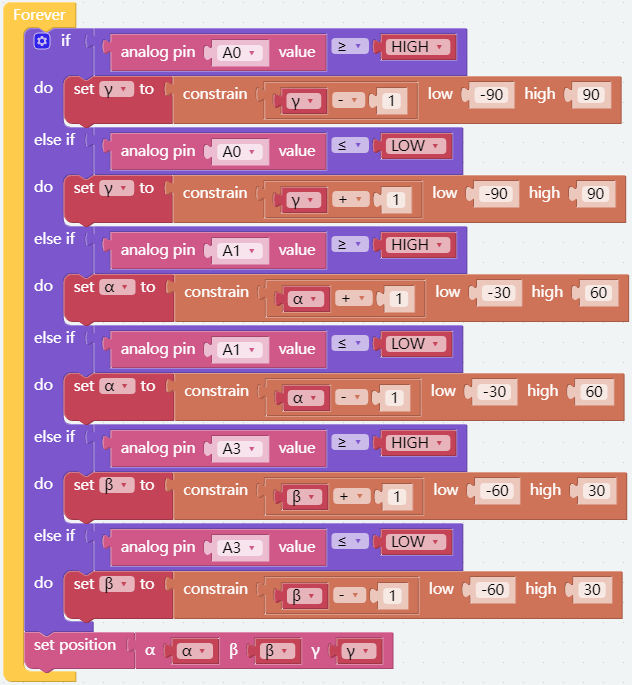 Forever
if analog pin A0 value ≥ HIGH
do set γ to constrain γ - 1 low -90 high 90
else if analog pin A0 value ≤ LOW
do set γ to constrain γ + 1 low -90 high 90
else if analog pin A1 value ≥ HIGH
do set α to constrain α + 1 low -30 high 60
else if analog pin A1 value ≤ LOW
do set α to constrain α - 1 low -30 high 60
else if analog pin A3 value ≥ HIGH
do set β to constrain β + 1 low -60 high 30
else if analog pin A3 value ≤ LOW
do set β to constrain β - 1 low -60 high 30
set position α α β β γ γ